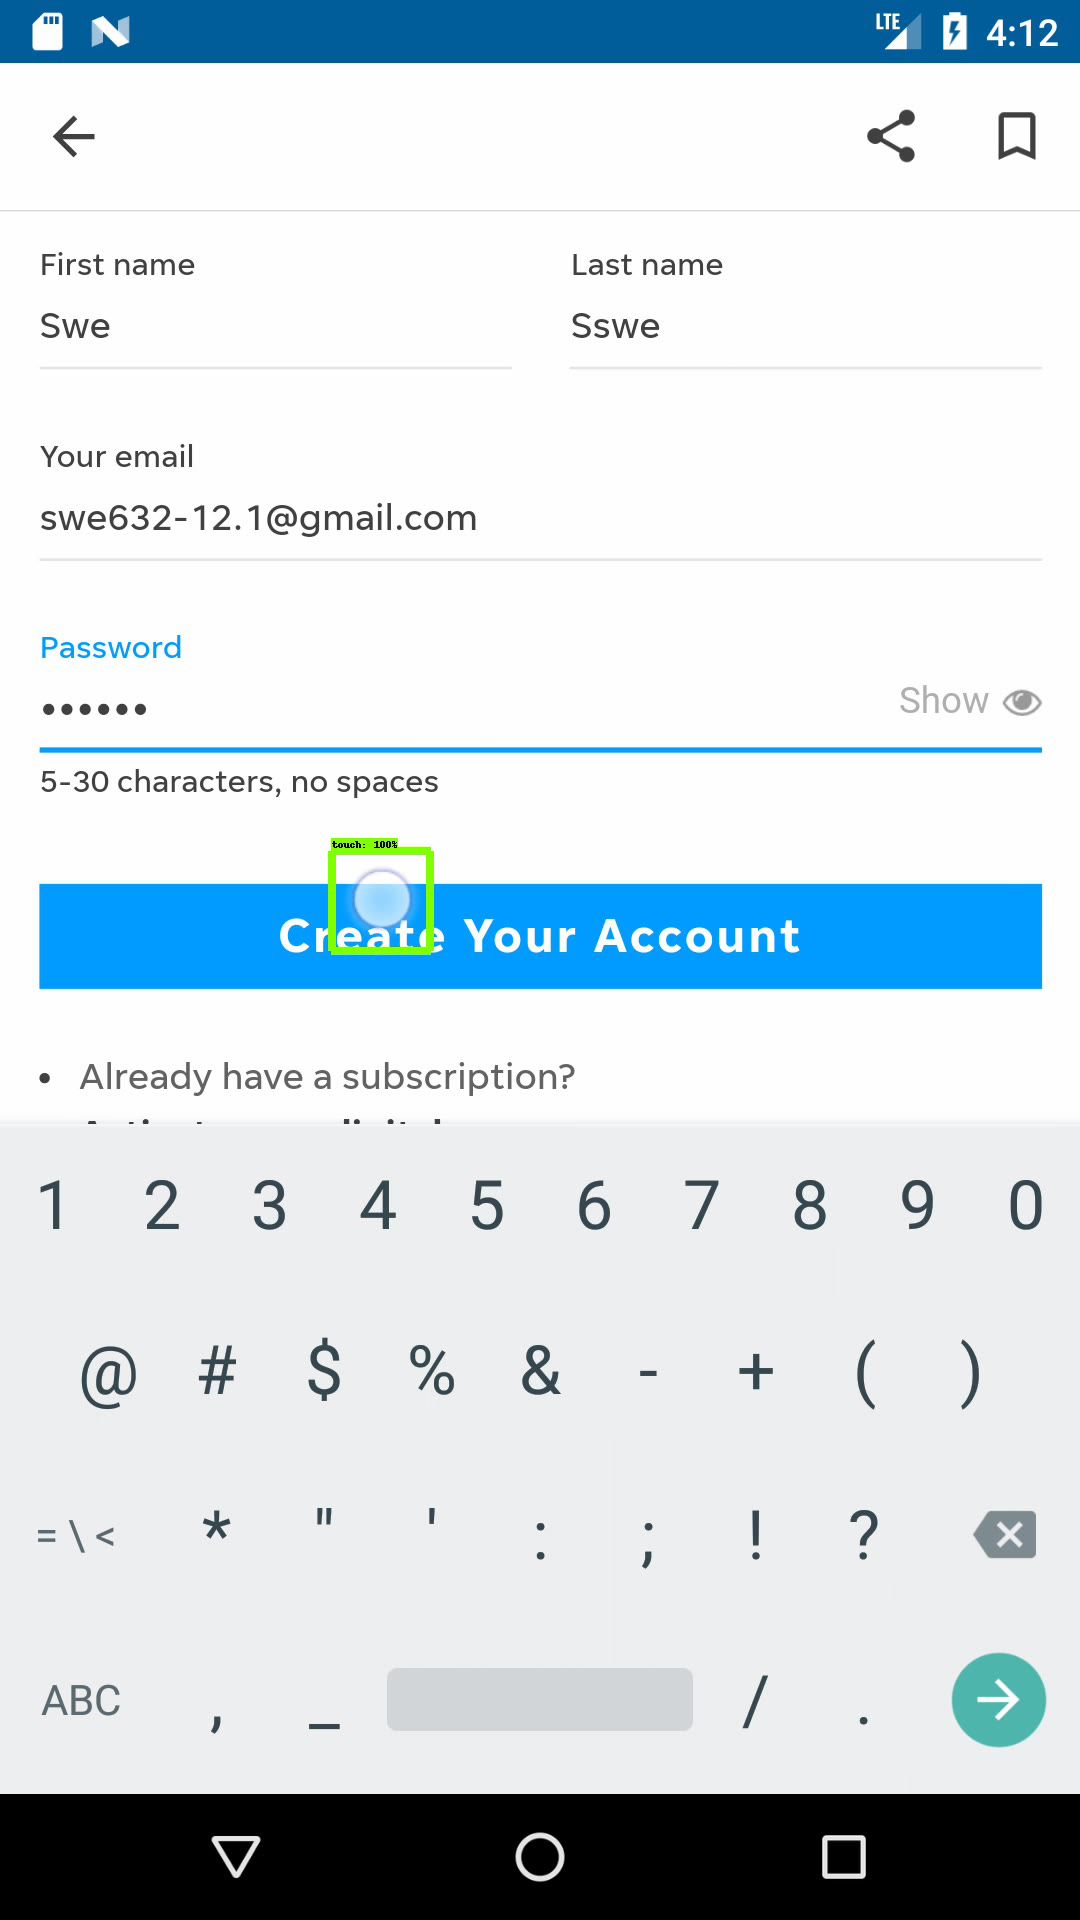 LTE 4:12
First name Last name
Swe Sswe
Your email
swe632-12.1@gmail.com
Password
•••••• Show
5-30 characters, no spaces
touch: 100%
Create Your Account
• Already have a subscription?
1 2 3 4 5 6 7 8 9 0
@ # $ % & - + ( )
= \ < * " ' : ; ! ?
ABC , _ / .